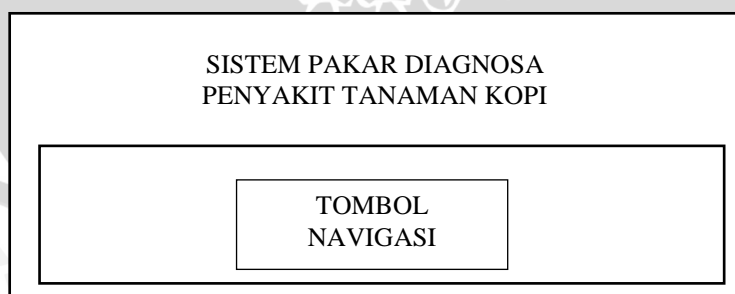 SISTEM PAKAR DIAGNOSA
PENYAKIT TANAMAN KOPI
TOMBOL
NAVIGASI